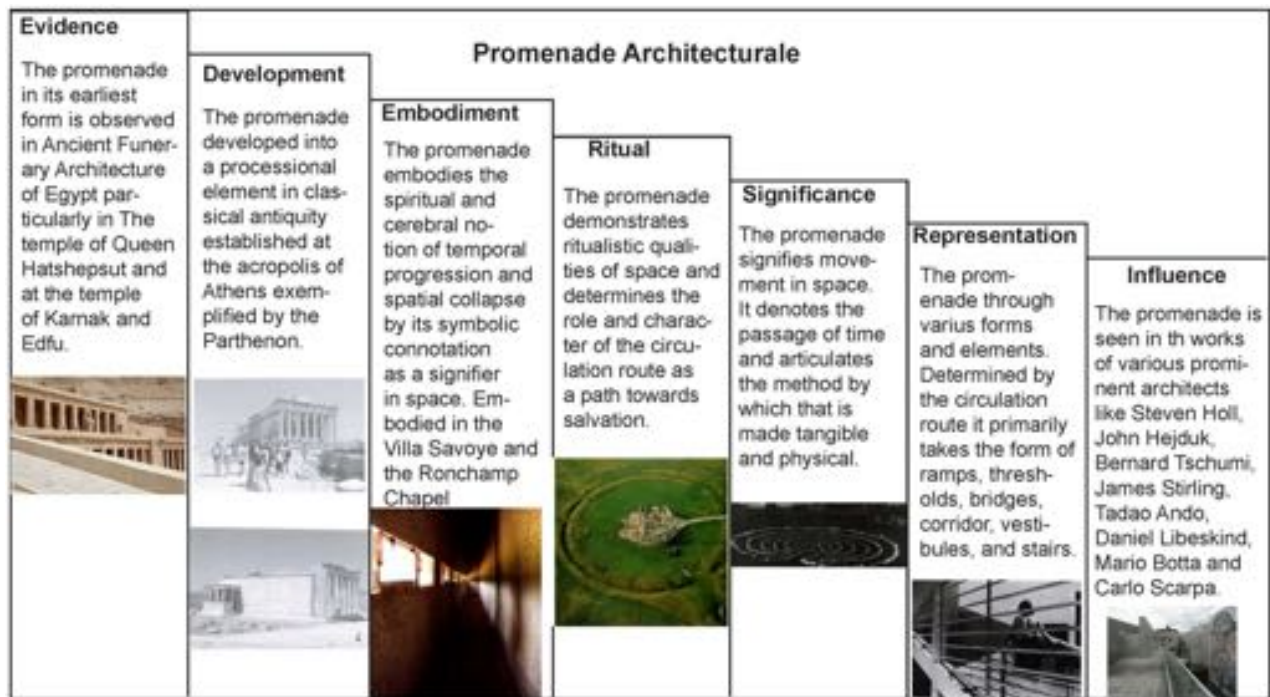 Promenade Architecturale
Evidence
The promenade
in its earliest
form is observed
in Ancient Funer-
ary Architecture
of Egypt par-
ticularly in The
temple of Queen
Hatshepsut and
at the temple
of Karnak and
Edfu.
Development
The promenade
developed into
a processional
element in clas-
sical antiquity
established at
the acropolis of
Athens exem-
plified by the
Parthenon.
Embodiment
The promenade
embodies the
spiritual and
cerebral no-
tion of temporal
progression and
spatial collapse
by its symbolic
connotation
as a signifier
in space. Em-
bodied in the
Villa Savoye and
the Ronchamp
Chapel
Ritual
The promenade
demonstrates
ritualistic quali-
ties of space and
determines the
role and charac-
ter of the circu-
lation route as
a path towards
salvation.
Significance
The promenade
signifies move-
ment in space.
It denotes the
passage of time
and articulates
the method by
which that is
made tangible
and physical.
Representation
The prom-
enade through
varius forms
and elements.
Determined by
the circulation
route it primarily
takes the form of
ramps, thresh-
olds, bridges,
corridor, vesti-
bules, and stairs.
Influence
The promenade is
seen in th works
of various promi-
nent architects
like Steven Holl,
John Hejduk,
Bernard Tschumi,
James Stirling,
Tadao Ando,
Daniel Libeskind,
Mario Botta and
Carlo Scarpa.